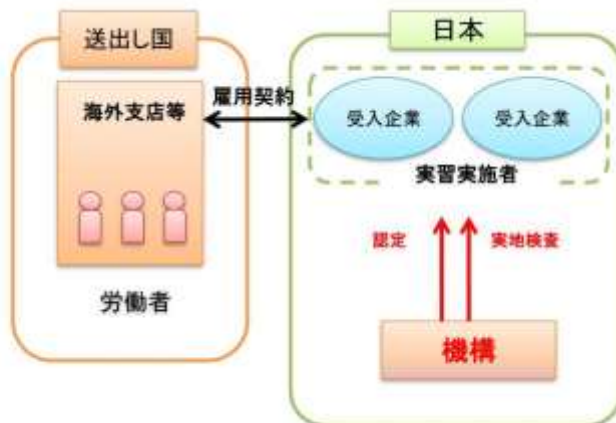 送出し国
海外支店等
労働者
雇用契約
日本
受入企業
受入企業
実習実施者
認定
実地検査
機構